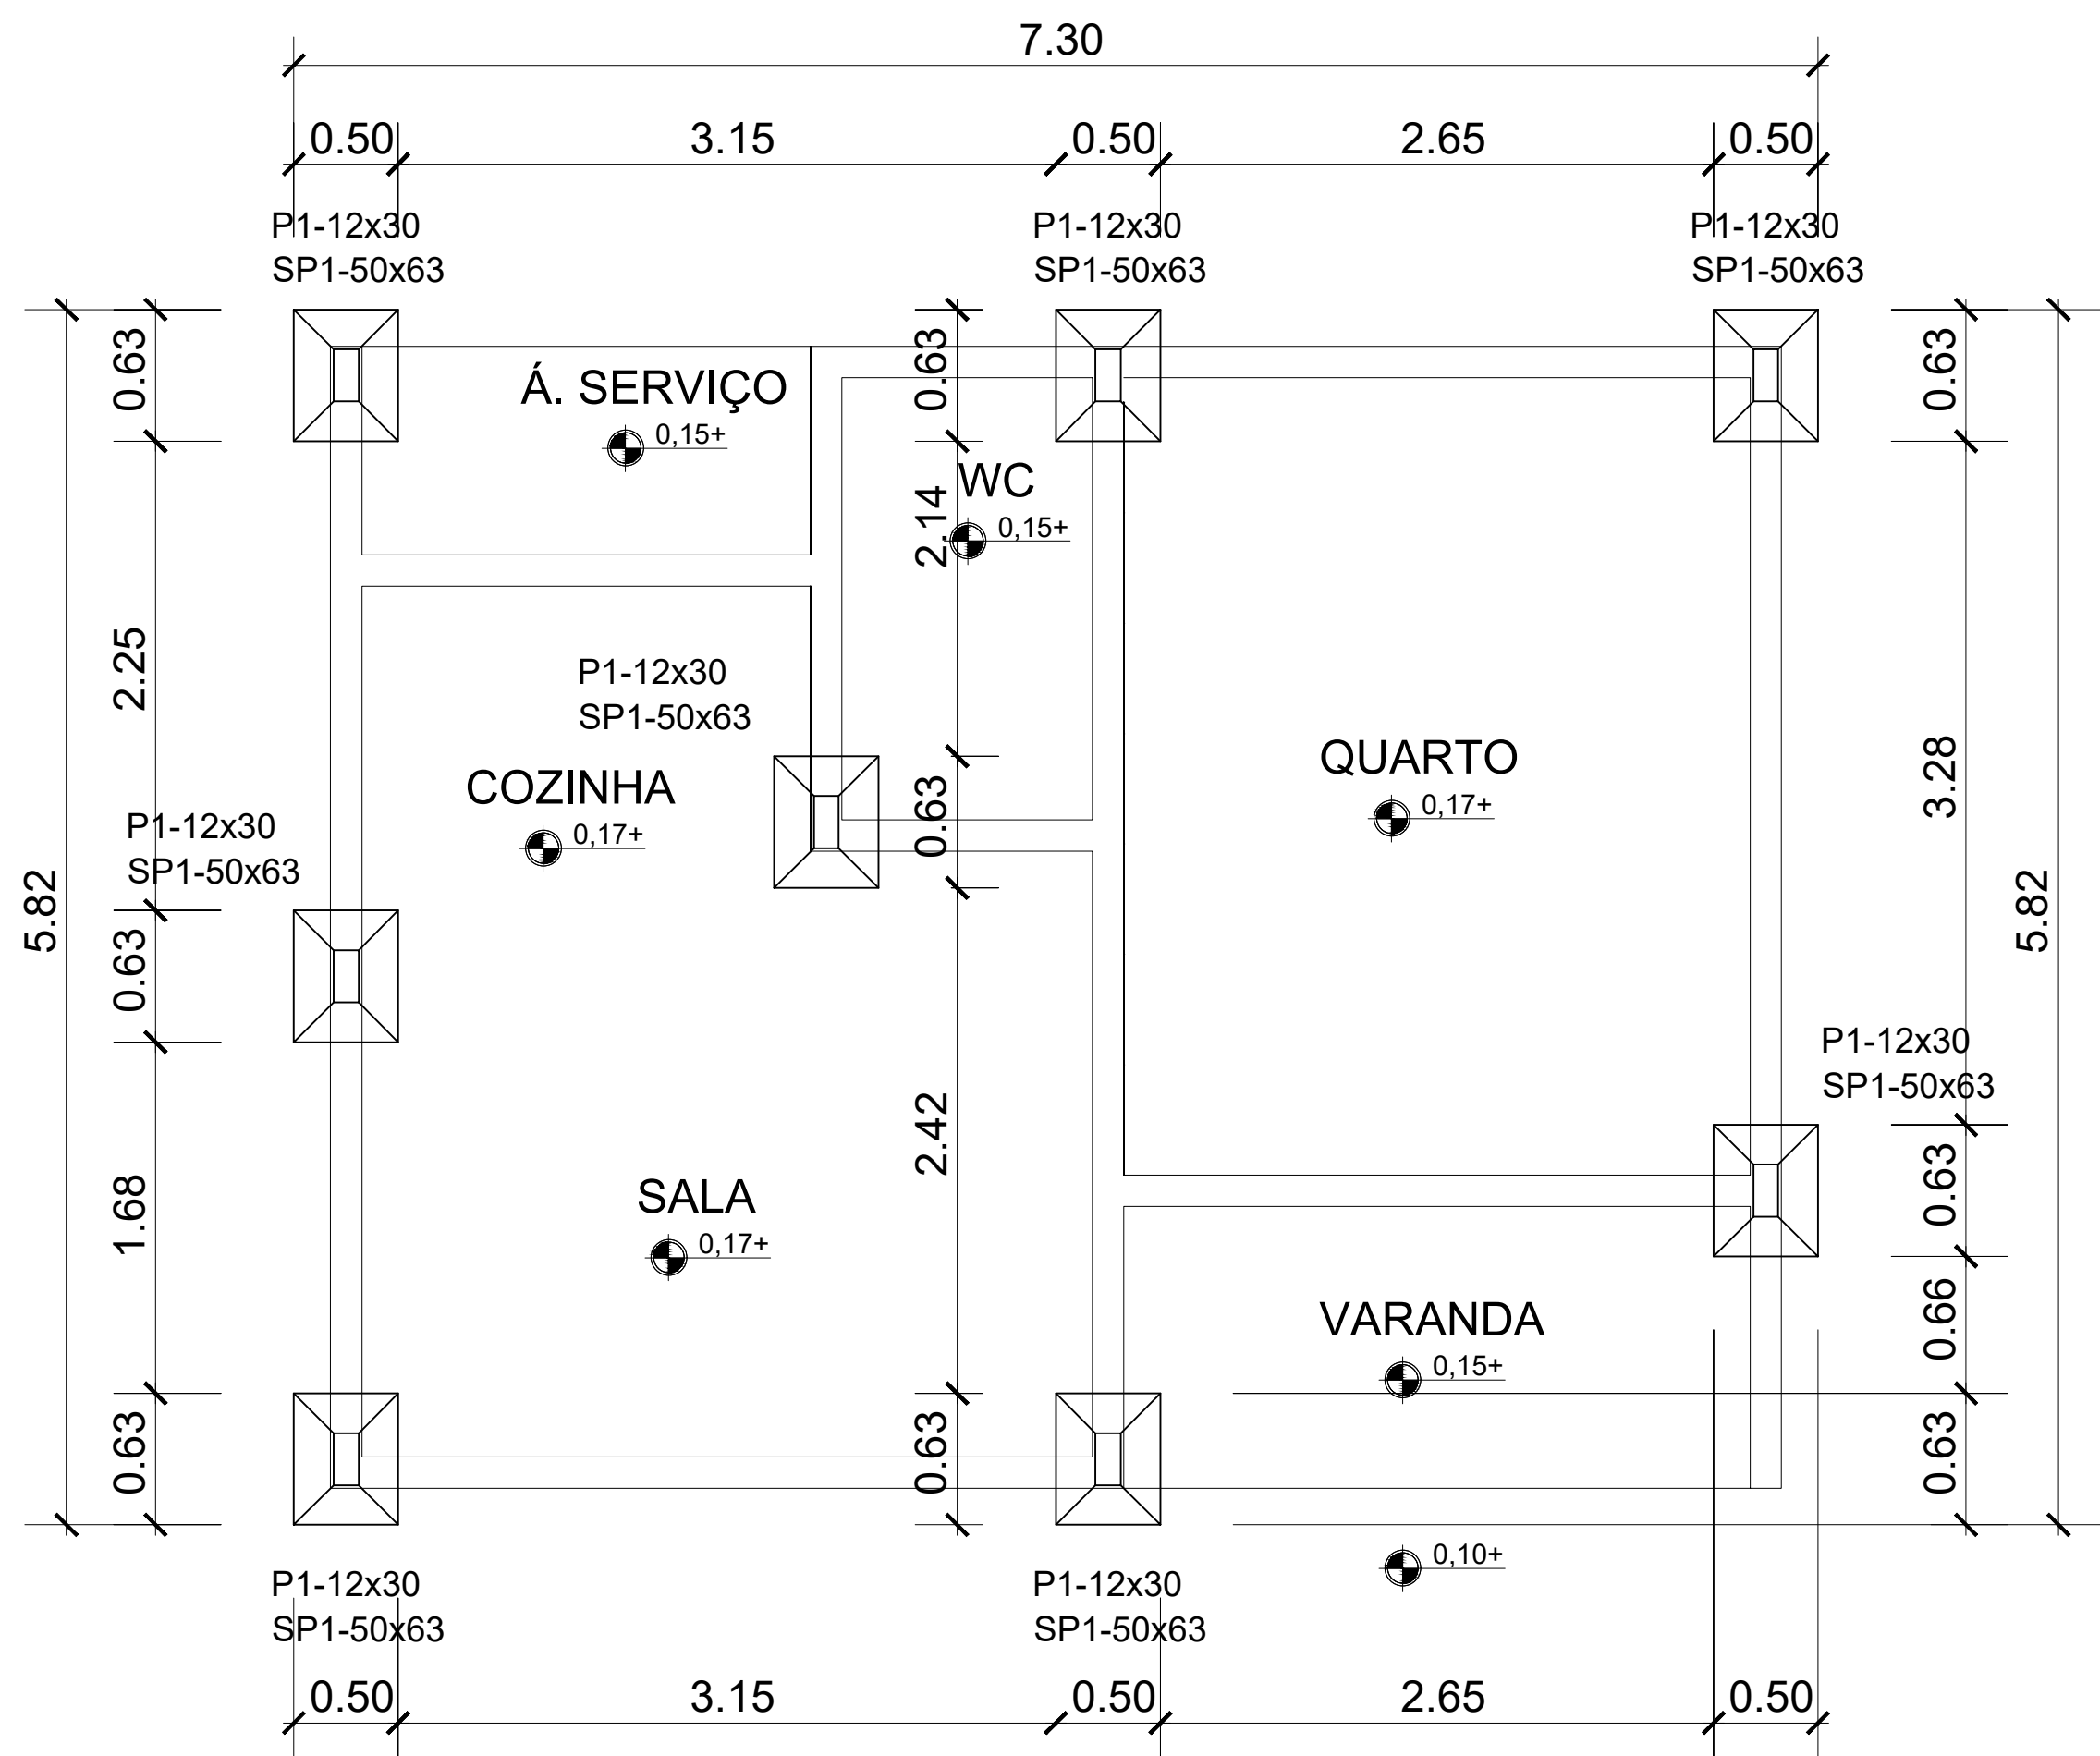 7.30
0.50
3.15
0.50
2.65
0.50
P1-12x30
SP1-50x63
P1-12x30
SP1-50x63
P1-12x30
SP1-50x63
0.63
Á. SERVIÇO
0,15+
0.63
0.63
WC
0,15+
2.14
2.25
P1-12x30
SP1-50x63
COZINHA
0,17+
0.63
QUARTO
0,17+
3.28
P1-12x30
SP1-50x63
5.82
0.63
5.82
P1-12x30
SP1-50x63
2.42
0.63
1.68
SALA
0,17+
VARANDA
0,15+
0.66
0.63
0.63
0.63
0,10+
P1-12x30
SP1-50x63
P1-12x30
SP1-50x63
0.50
3.15
0.50
2.65
0.50